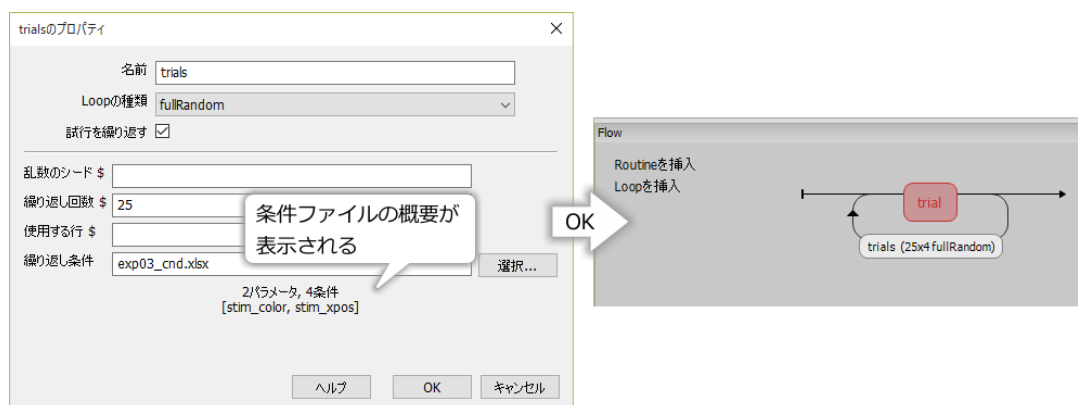 trialsのプロパティ
名前 trials
Loopの種類 fullRandom
試行を繰り返す
乱数のシード $
繰り返し回数 $ 25
使用する行 $
繰り返し条件 exp03_cnd.xlsx 選択...
2パラメータ, 4条件
[stim_color, stim_xpos]
ヘルプ OK キャンセル
条件ファイルの概要が
表示される
OK
Flow
Routineを挿入
Loopを挿入
trial
trials (25x4 fullRandom)